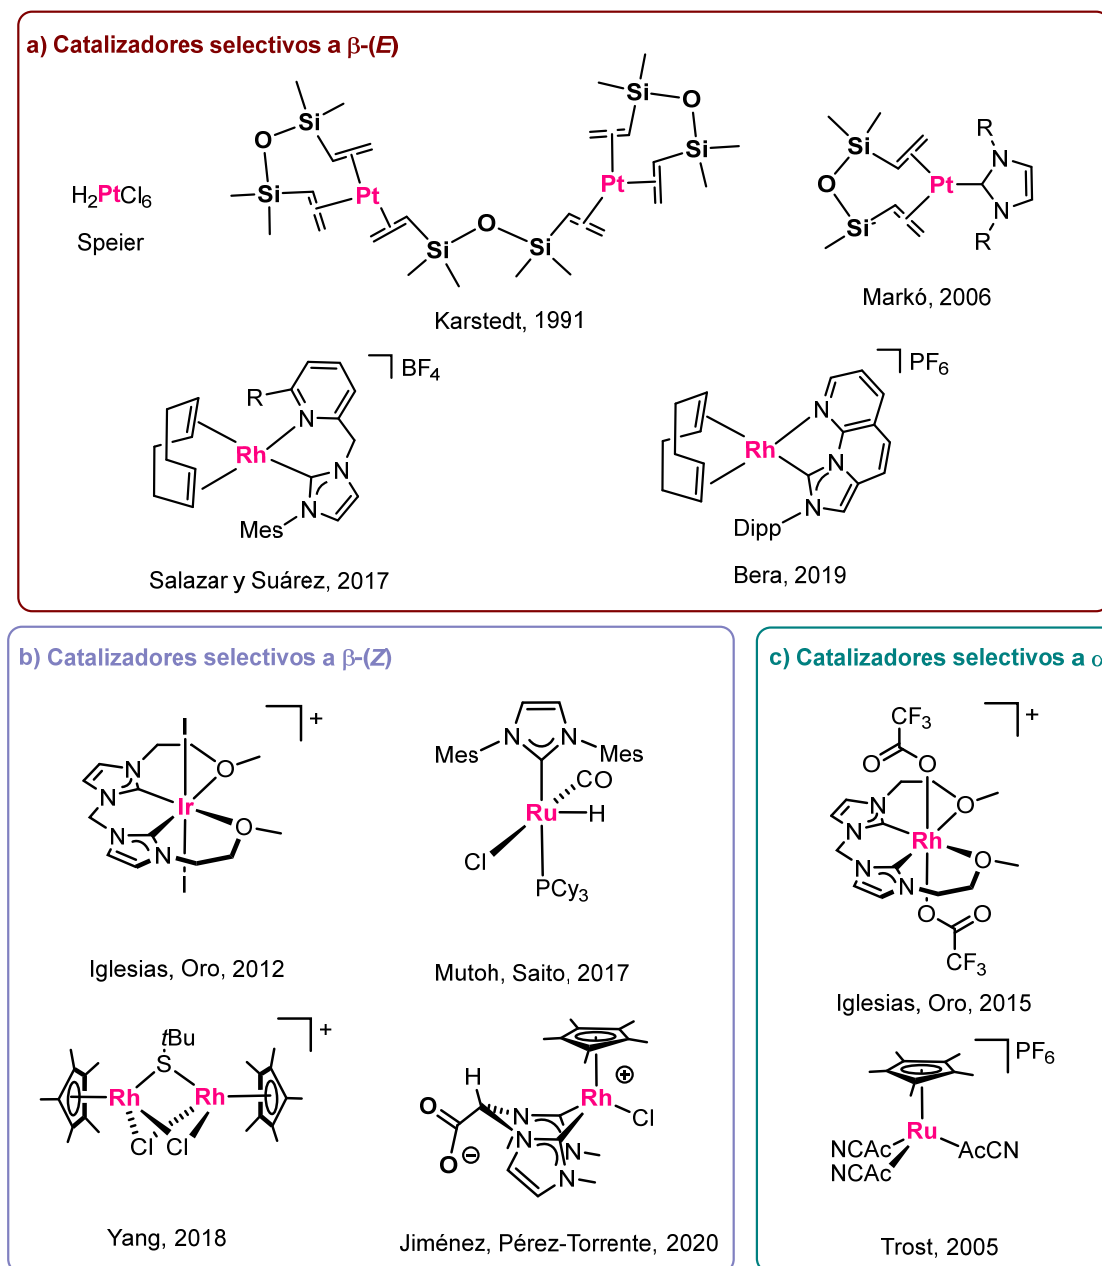 a) Catalizadores selectivos a β-(E)
Si
O
Si
Pt
Si
O
Si
Pt
Si
O
Si
H2PtCl6
Speier
Karstedt, 1991
Si
O
Si
Pt
R
N
N
R
Markó, 2006
BF4
R
N
Rh
N
N
Mes
Salazar y Suárez, 2017
PF6
N
Rh
N
N
Dipp
Bera, 2019
b) Catalizadores selectivos a β-(Z)
+
I
N
N
O
Ir
N
N
O
I
Iglesias, Oro, 2012
N
N
Mes
Mes
CO
Ru
H
Cl
PCy3
Mutoh, Saito, 2017
+
tBu
S
Rh
Rh
Cl
Cl
Yang, 2018
H
O
O
⊖
⊕
Rh
Cl
N
N
N
N
Jiménez, Pérez-Torrente, 2020
c) Catalizadores selectivos a α
CF3
+
O
O
N
N
O
Rh
N
N
O
O
O
CF3
Iglesias, Oro, 2015
PF6
Ru
NCAc
AcCN
NCAc
Trost, 2005